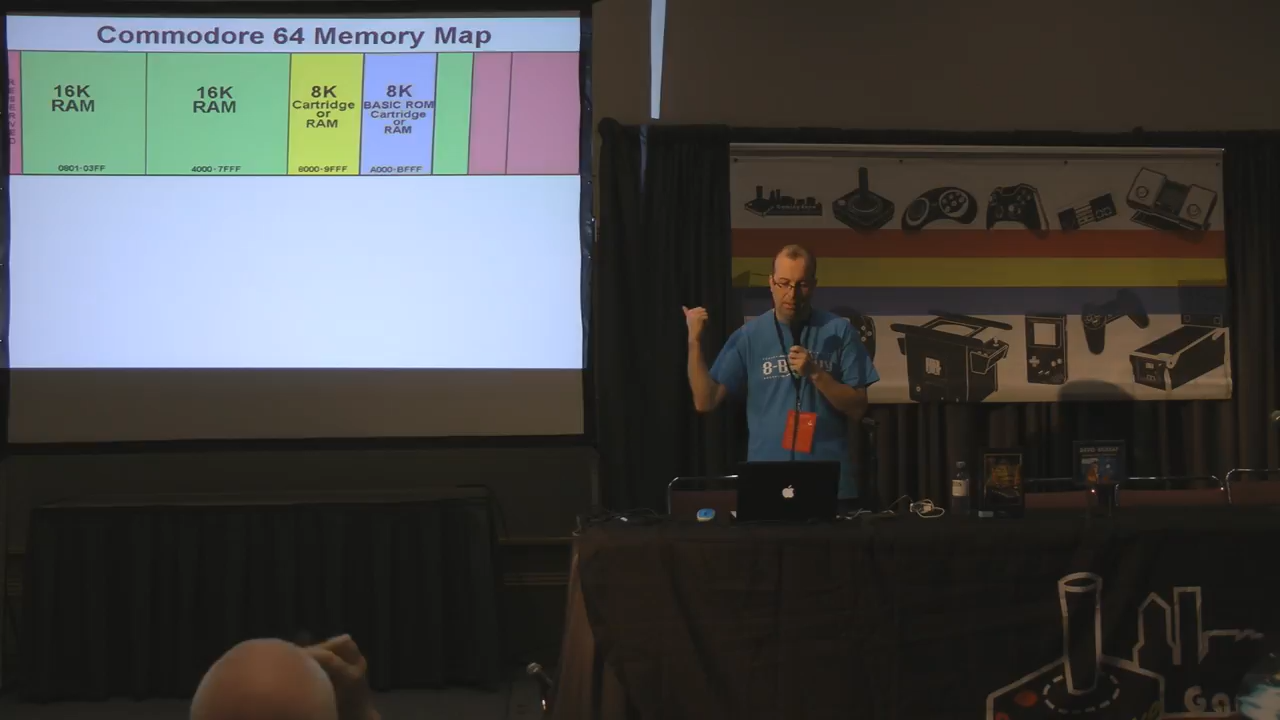 Commodore 64 Memory Map
16K
RAM
0801-03FF
16K
RAM
4000-7FFF
8K
Cartridge
or
RAM
8000-9FFF
8K
BASIC ROM
Cartridge
or
RAM
A000-BFFF